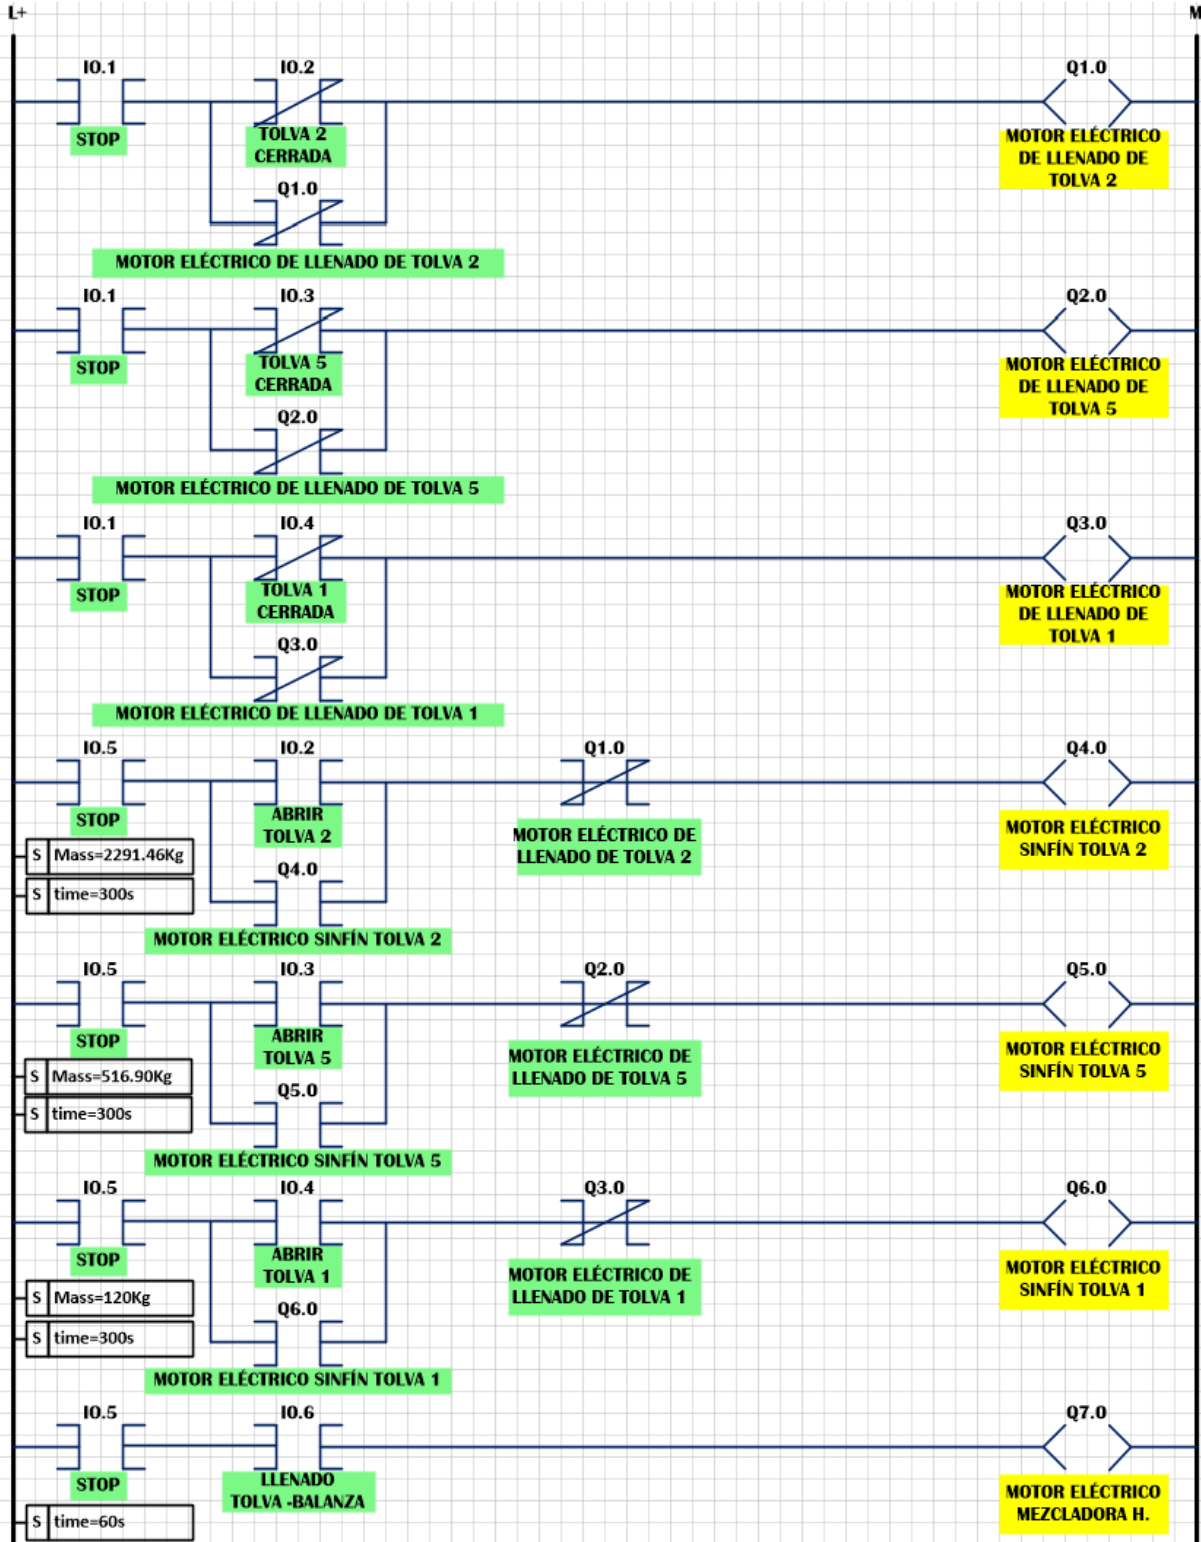 L+
M
I0.1
I0.2
Q1.0
STOP
TOLVA 2
CERRADA
MOTOR ELÉCTRICO
DE LLENADO DE
TOLVA 2
Q1.0
MOTOR ELÉCTRICO DE LLENADO DE TOLVA 2
I0.1
I0.3
Q2.0
STOP
TOLVA 5
CERRADA
MOTOR ELÉCTRICO
DE LLENADO DE
TOLVA 5
Q2.0
MOTOR ELÉCTRICO DE LLENADO DE TOLVA 5
I0.1
I0.4
Q3.0
STOP
TOLVA 1
CERRADA
MOTOR ELÉCTRICO
DE LLENADO DE
TOLVA 1
Q3.0
MOTOR ELÉCTRICO DE LLENADO DE TOLVA 1
I0.5
I0.2
Q1.0
Q4.0
STOP
ABRIR
TOLVA 2
MOTOR ELÉCTRICO DE
LLENADO DE TOLVA 2
MOTOR ELÉCTRICO
SINFÍN TOLVA 2
S Mass=2291.46Kg
S time=300s
Q4.0
MOTOR ELÉCTRICO SINFÍN TOLVA 2
I0.5
I0.3
Q2.0
Q5.0
STOP
ABRIR
TOLVA 5
MOTOR ELÉCTRICO DE
LLENADO DE TOLVA 5
MOTOR ELÉCTRICO
SINFÍN TOLVA 5
S Mass=516.90Kg
S time=300s
Q5.0
MOTOR ELÉCTRICO SINFÍN TOLVA 5
I0.5
I0.4
Q3.0
Q6.0
STOP
ABRIR
TOLVA 1
MOTOR ELÉCTRICO DE
LLENADO DE TOLVA 1
MOTOR ELÉCTRICO
SINFÍN TOLVA 1
S Mass=120Kg
S time=300s
Q6.0
MOTOR ELÉCTRICO SINFÍN TOLVA 1
I0.5
I0.6
Q7.0
STOP
LLENADO
TOLVA -BALANZA
MOTOR ELÉCTRICO
MEZCLADORA H.
S time=60s